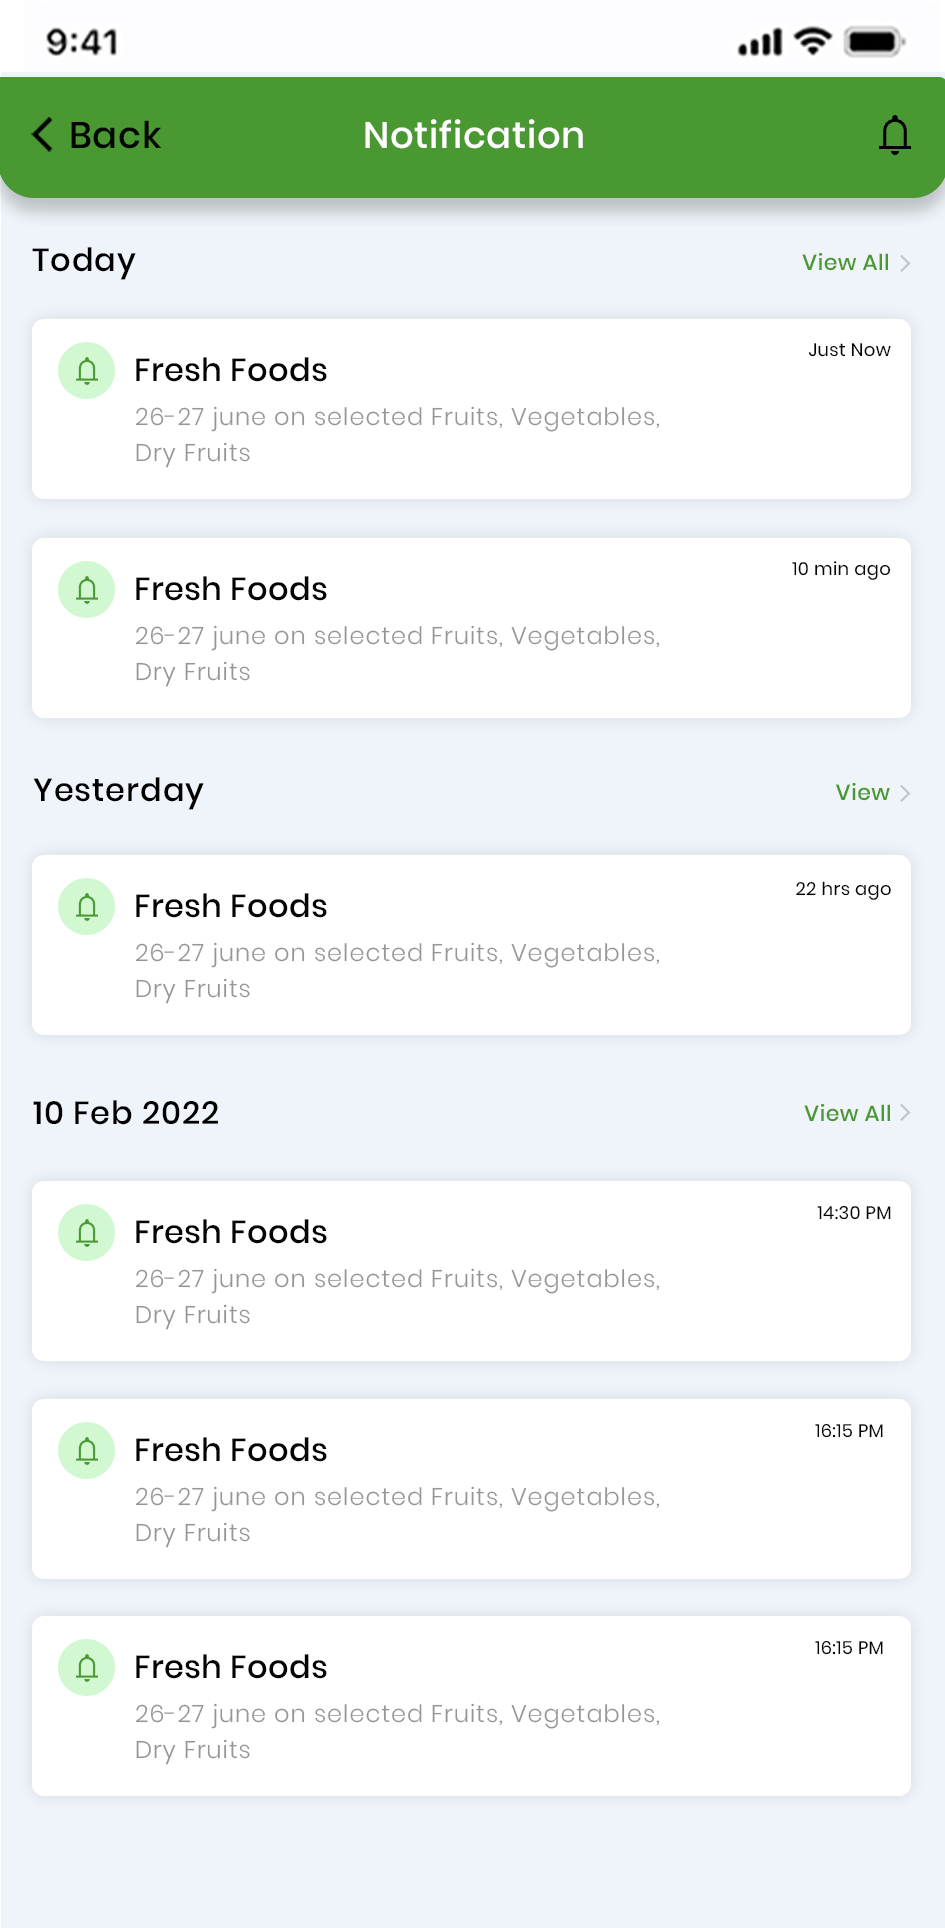 9:41
Back
Notification
Today
View All
Fresh Foods
Just Now
26-27 june on selected Fruits, Vegetables,
Dry Fruits
Fresh Foods
10 min ago
26-27 june on selected Fruits, Vegetables,
Dry Fruits
Yesterday
View
Fresh Foods
22 hrs ago
26-27 june on selected Fruits, Vegetables,
Dry Fruits
10 Feb 2022
View All
Fresh Foods
14:30 PM
26-27 june on selected Fruits, Vegetables,
Dry Fruits
Fresh Foods
16:15 PM
26-27 june on selected Fruits, Vegetables,
Dry Fruits
Fresh Foods
16:15 PM
26-27 june on selected Fruits, Vegetables,
Dry Fruits